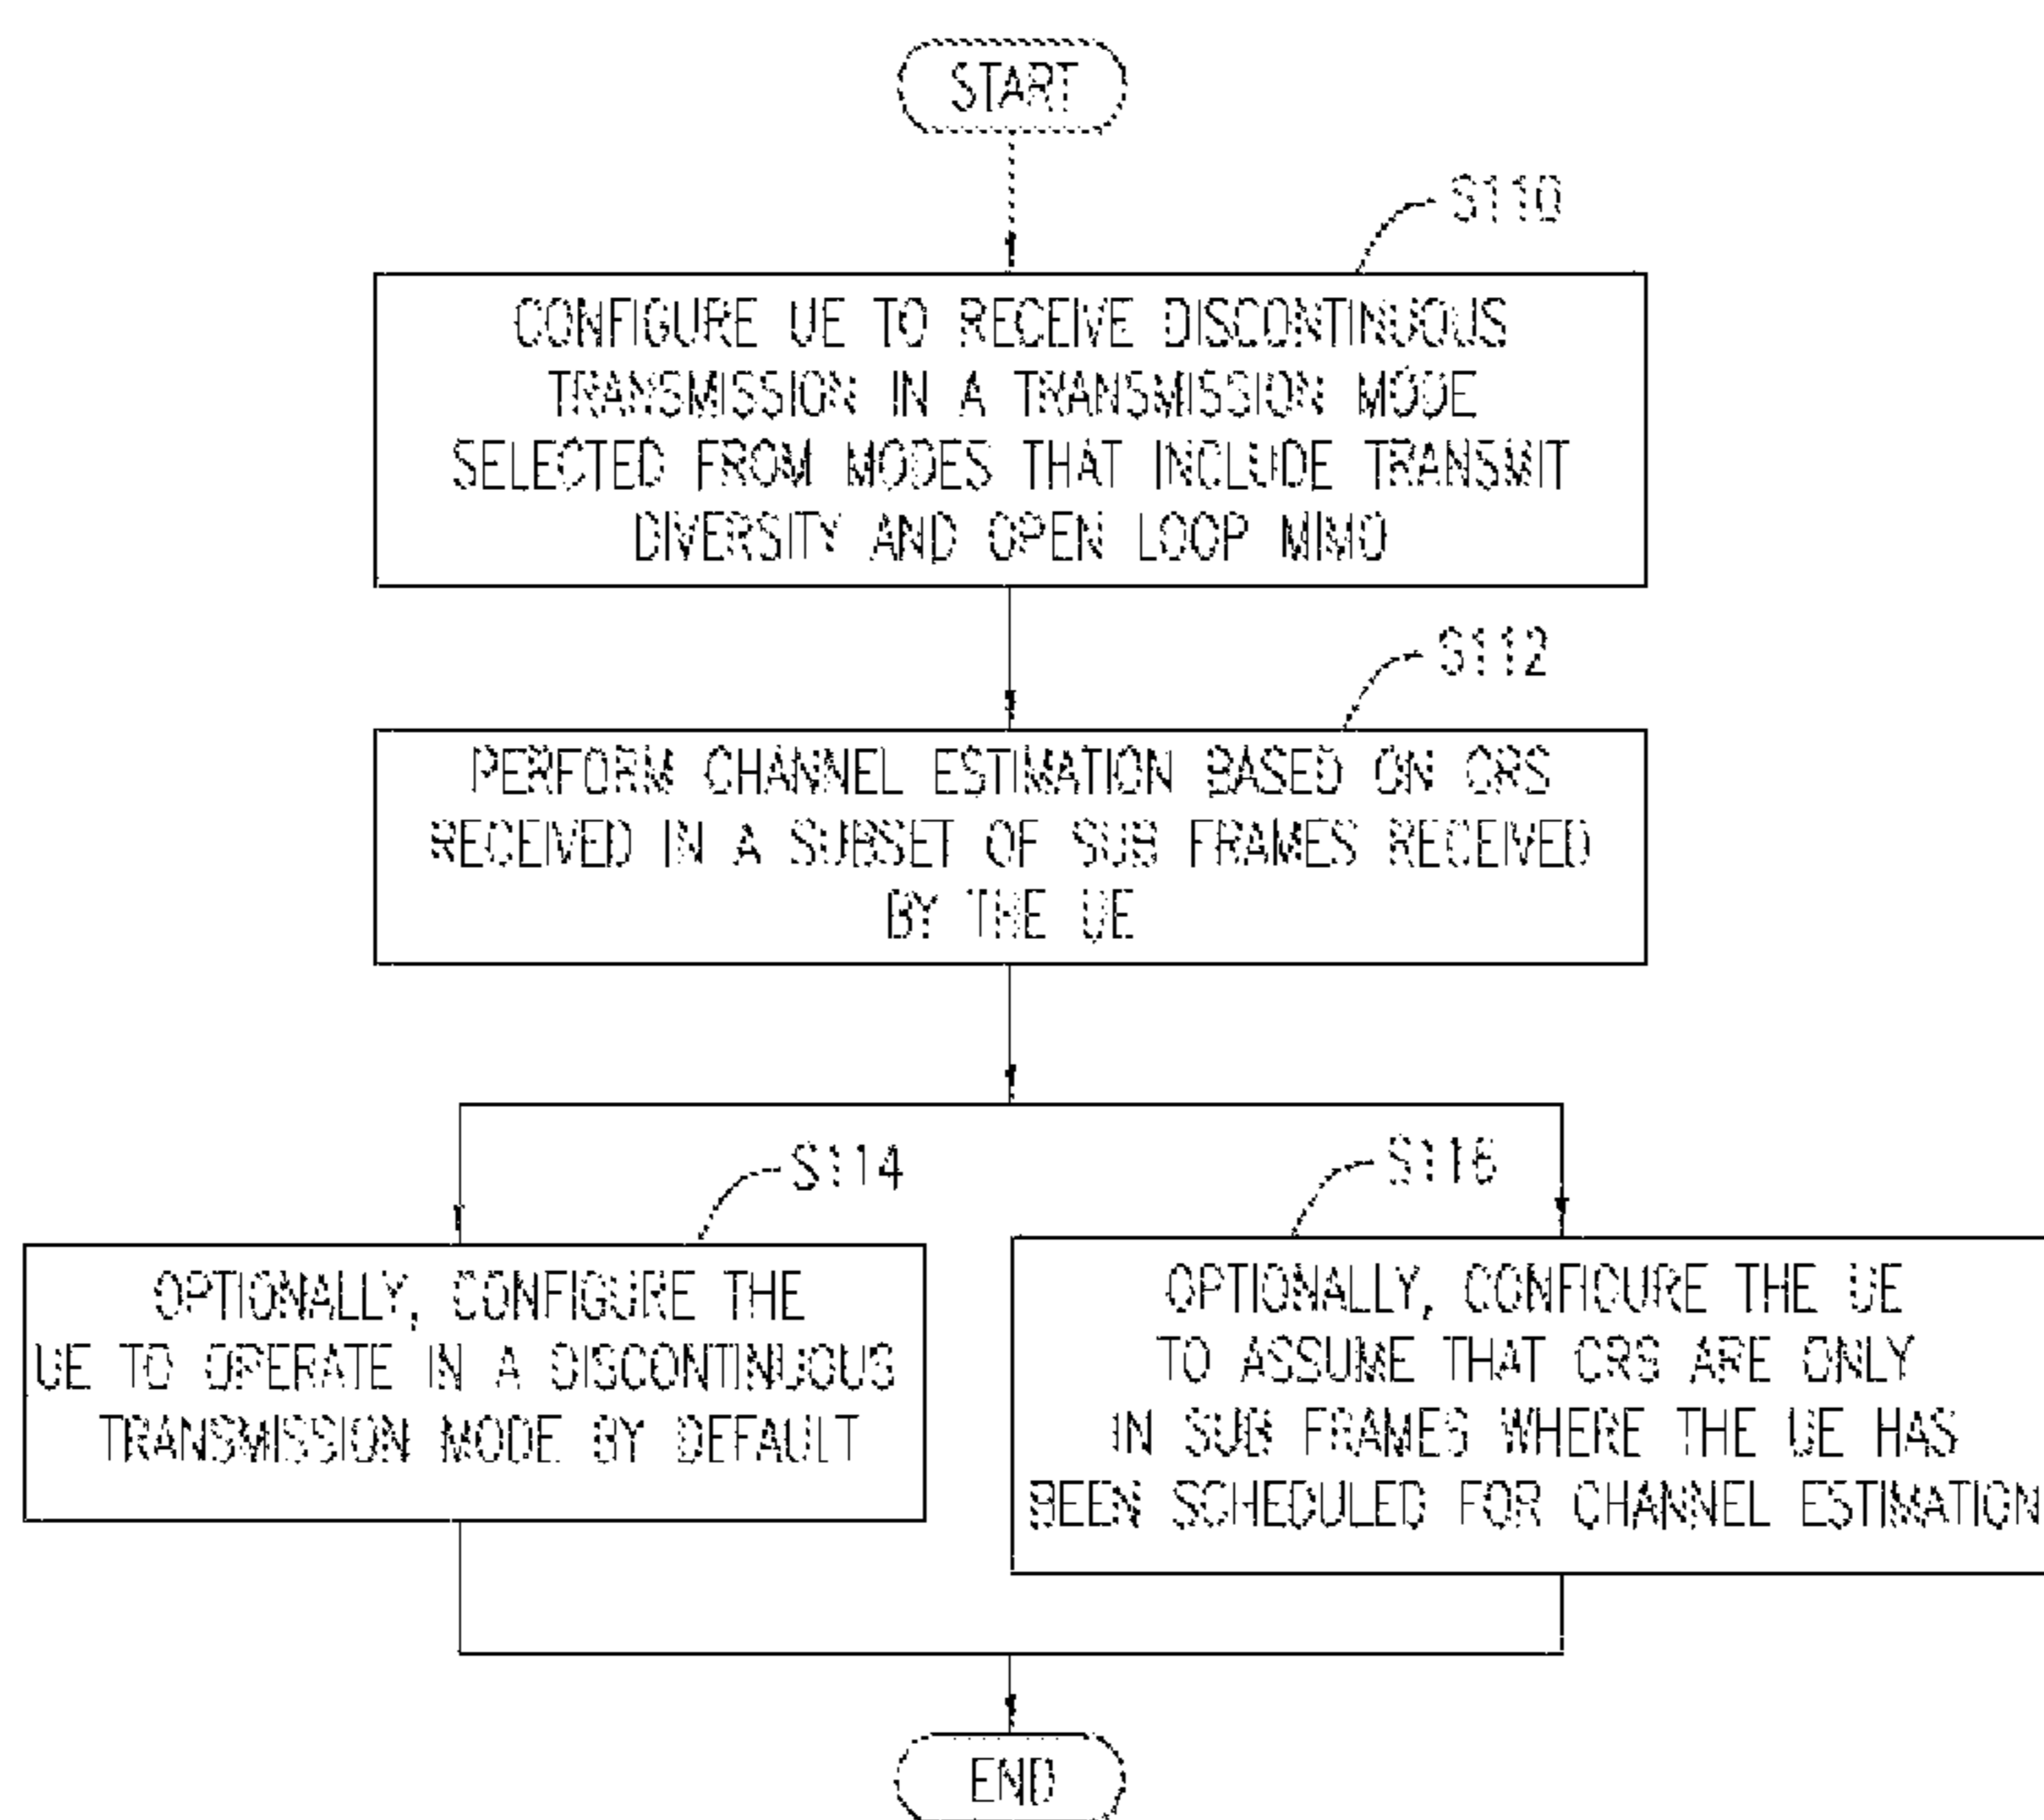 START
S110
CONFIGURE UE TO RECEIVE DISCONTINUOUS
TRANSMISSION IN A TRANSMISSION MODE
SELECTED FROM MODES THAT INCLUDE TRANSMIT
DIVERSITY AND OPEN LOOP MIMO
S112
PERFORM CHANNEL ESTIMATION BASED ON CRS
RECEIVED IN A SUBSET OF SUB FRAMES RECEIVED
BY THE UE
S114
OPTIONALLY, CONFIGURE THE
UE TO OPERATE IN A DISCONTINUOUS
TRANSMISSION MODE BY DEFAULT
S116
OPTIONALLY, CONFIGURE THE UE
TO ASSUME THAT CRS ARE ONLY
IN SUB FRAMES WHERE THE UE HAS
BEEN SCHEDULED FOR CHANNEL ESTIMATION
END